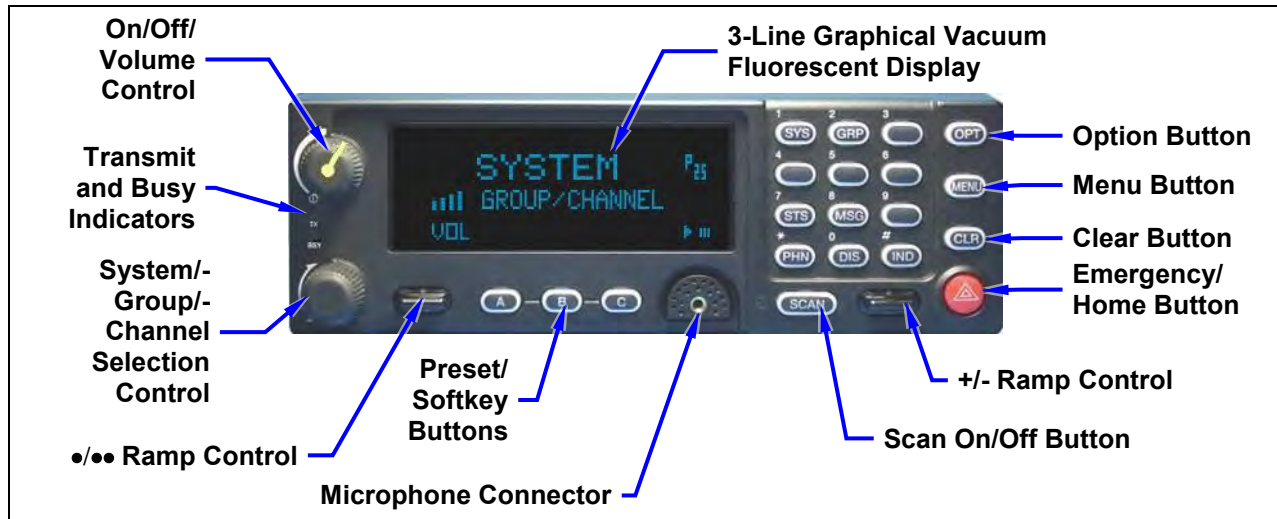 On/Off/
Volume
Control
3-Line Graphical Vacuum
Fluorescent Display
Transmit
and Busy
Indicators
System/-
Group/-
Channel
Selection
Control
●/●● Ramp Control
Preset/
Softkey
Buttons
Microphone Connector
Option Button
Menu Button
Clear Button
Emergency/
Home Button
+/- Ramp Control
Scan On/Off Button
SYSTEM
P25
GROUP/CHANNEL
VOL
TX
BSY
A B C
1 2 3
SYS GRP
OPT
4 5 6
MENU
7 8 9
STS MSG
CLR
* 0 #
PHN DIS IND
SCAN